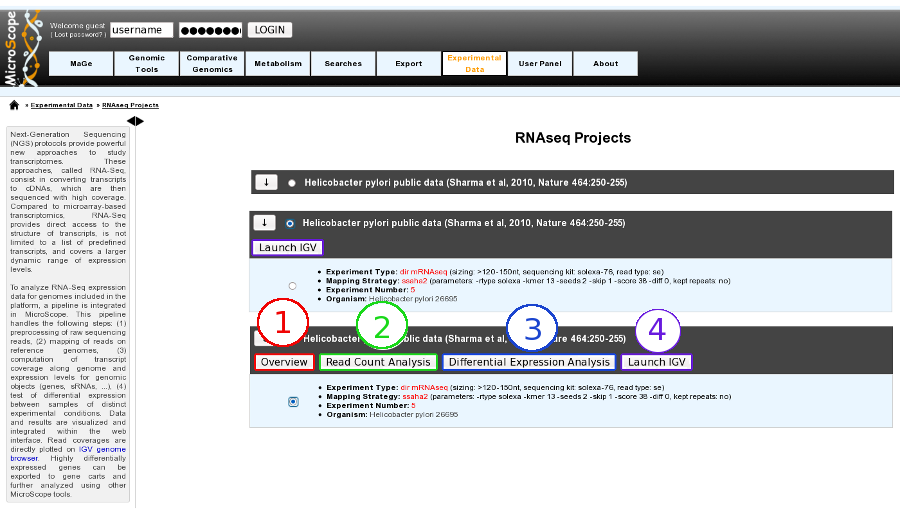 MicroScope
Welcome guest
( Lost password? )
username
LOGIN
MaGe
Genomic Tools
Comparative Genomics
Metabolism
Searches
Export
Experimental Data
User Panel
About
» Experimental Data » RNAseq Projects
Next-Generation Sequencing
(NGS) protocols provide powerful
new approaches to study
transcriptomes. These
approaches, called RNA-Seq,
consist in converting transcripts
to cDNAs, which are then
sequenced with high coverage.
Compared to microarray-based
transcriptomics, RNA-Seq
provides direct access to the
structure of transcripts, is not
limited to a list of predefined
transcripts, and covers a larger
dynamic range of expression
levels.
To analyze RNA-Seq expression
data for genomes included in the
platform, a pipeline is integrated
in MicroScope. This pipeline
handles the following steps: (1)
preprocessing of raw sequencing
reads, (2) mapping of reads on
reference genomes, (3)
computation of transcript
coverage along genome and
expression levels for genomic
objects (genes, sRNAs, ...), (4)
test of differential expression
between samples of distinct
experimental conditions. Data
and results are visualized and
integrated within the web
interface. Read coverages are
directly plotted on IGV genome
browser. Highly differentially
expressed genes can be
exported to gene carts and
further analyzed using other
MicroScope tools.
RNAseq Projects
↓ Helicobacter pylori public data (Sharma et al, 2010, Nature 464:250-255)
↓ Helicobacter pylori public data (Sharma et al, 2010, Nature 464:250-255)
Launch IGV
• Experiment Type: dir mRNAseq (sizing: >120-150nt, sequencing kit: solexa-76, read type: se)
• Mapping Strategy: ssaha2 (parameters: -rtype solexa -kmer 13 -seeds 2 -skip 1 -score 38 -diff 0, kept repeats: no)
• Experiment Number: 5
• Organism: Helicobacter pylori 26695
1 2 3 4
Helicobacter public data (Sharma et al, 2010, Nature 464:250-255)
Overview
Read Count Analysis
Differential Expression Analysis
Launch IGV
• Experiment Type: dir mRNAseq (sizing: >120-150nt, sequencing kit: solexa-76, read type: se)
• Mapping Strategy: ssaha2 (parameters: -rtype solexa -kmer 13 -seeds 2 -skip 1 -score 38 -diff 0, kept repeats: no)
• Experiment Number: 5
• Organism: Helicobacter pylori 26695